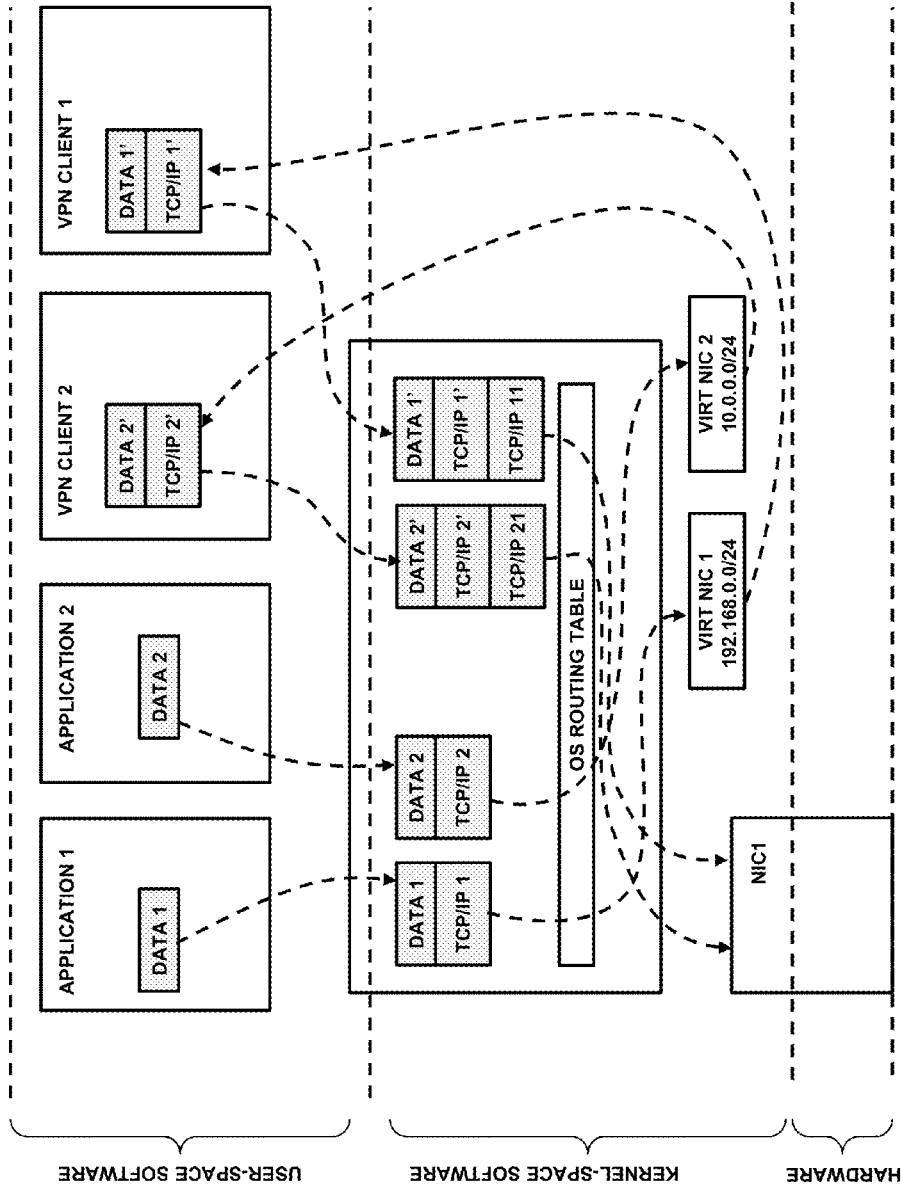 APPLICATION 1
DATA 1
APPLICATION 2
DATA 2
VPN CLIENT 2
DATA 2'
TCP/IP 2'
VPN CLIENT 1
DATA 1'
TCP/IP 1'
USER-SPACE SOFTWARE
DATA 1
TCP/IP 1
DATA 2
TCP/IP 2
DATA 2'
TCP/IP 2'
TCP/IP 21
DATA 1'
TCP/IP 1'
TCP/IP 11
OS ROUTING TABLE
KERNEL-SPACE SOFTWARE
NIC1
VIRT NIC 1
192.168.0.0/24
VIRT NIC 2
10.0.0.0/24
HARDWARE